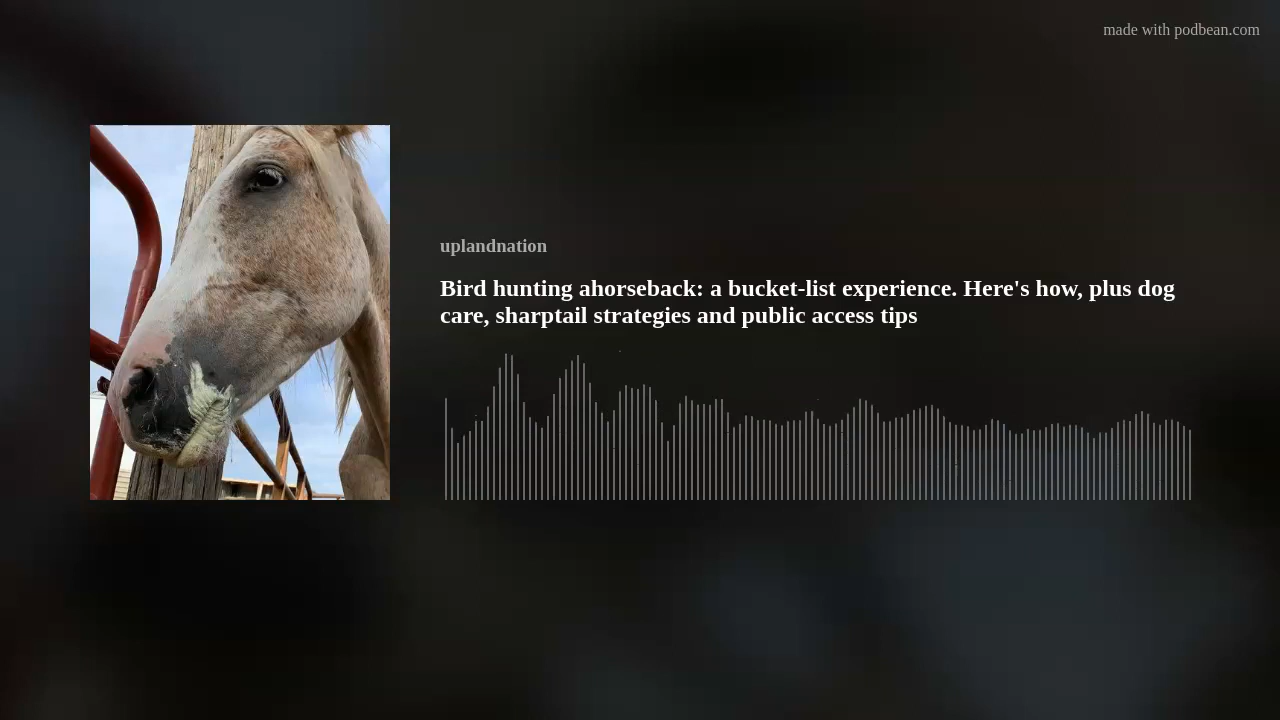 made with podbean.com
uplandnation
Bird hunting ahorseback: a bucket-list experience. Here's how, plus dog
care, sharptail strategies and public access tips